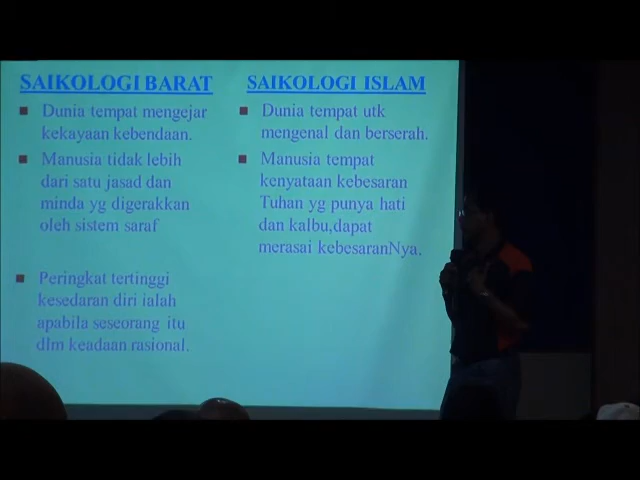 SAIKOLOGI BARAT
Dunia tempat mengejar
kekayaan kebendaan.
Manusia tidak lebih
dari satu jasad dan
minda yg digerakkan
oleh sistem saraf
Peringkat tertinggi
kesedaran diri ialah
apabila seseorang itu
dlm keadaan rasional.
SAIKOLOGI ISLAM
Dunia tempat utk
mengenal dan berserah.
Manusia tempat
kenyataan kebesaran
Tuhan yg punya hati
dan kalbu,dapat
merasai kebesaranNya.